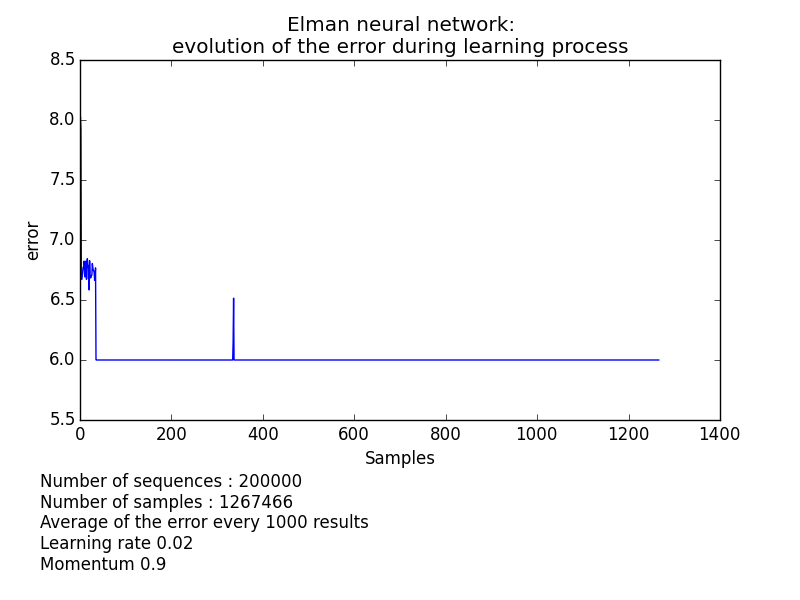 Elman neural network:
evolution of the error during learning process
8.5
8.0
7.5
7.0
6.5
6.0
5.5
error
0 200 400 600 800 1000 1200 1400
Samples
Number of sequences : 200000
Number of samples : 1267466
Average of the error every 1000 results
Learning rate 0.02
Momentum 0.9